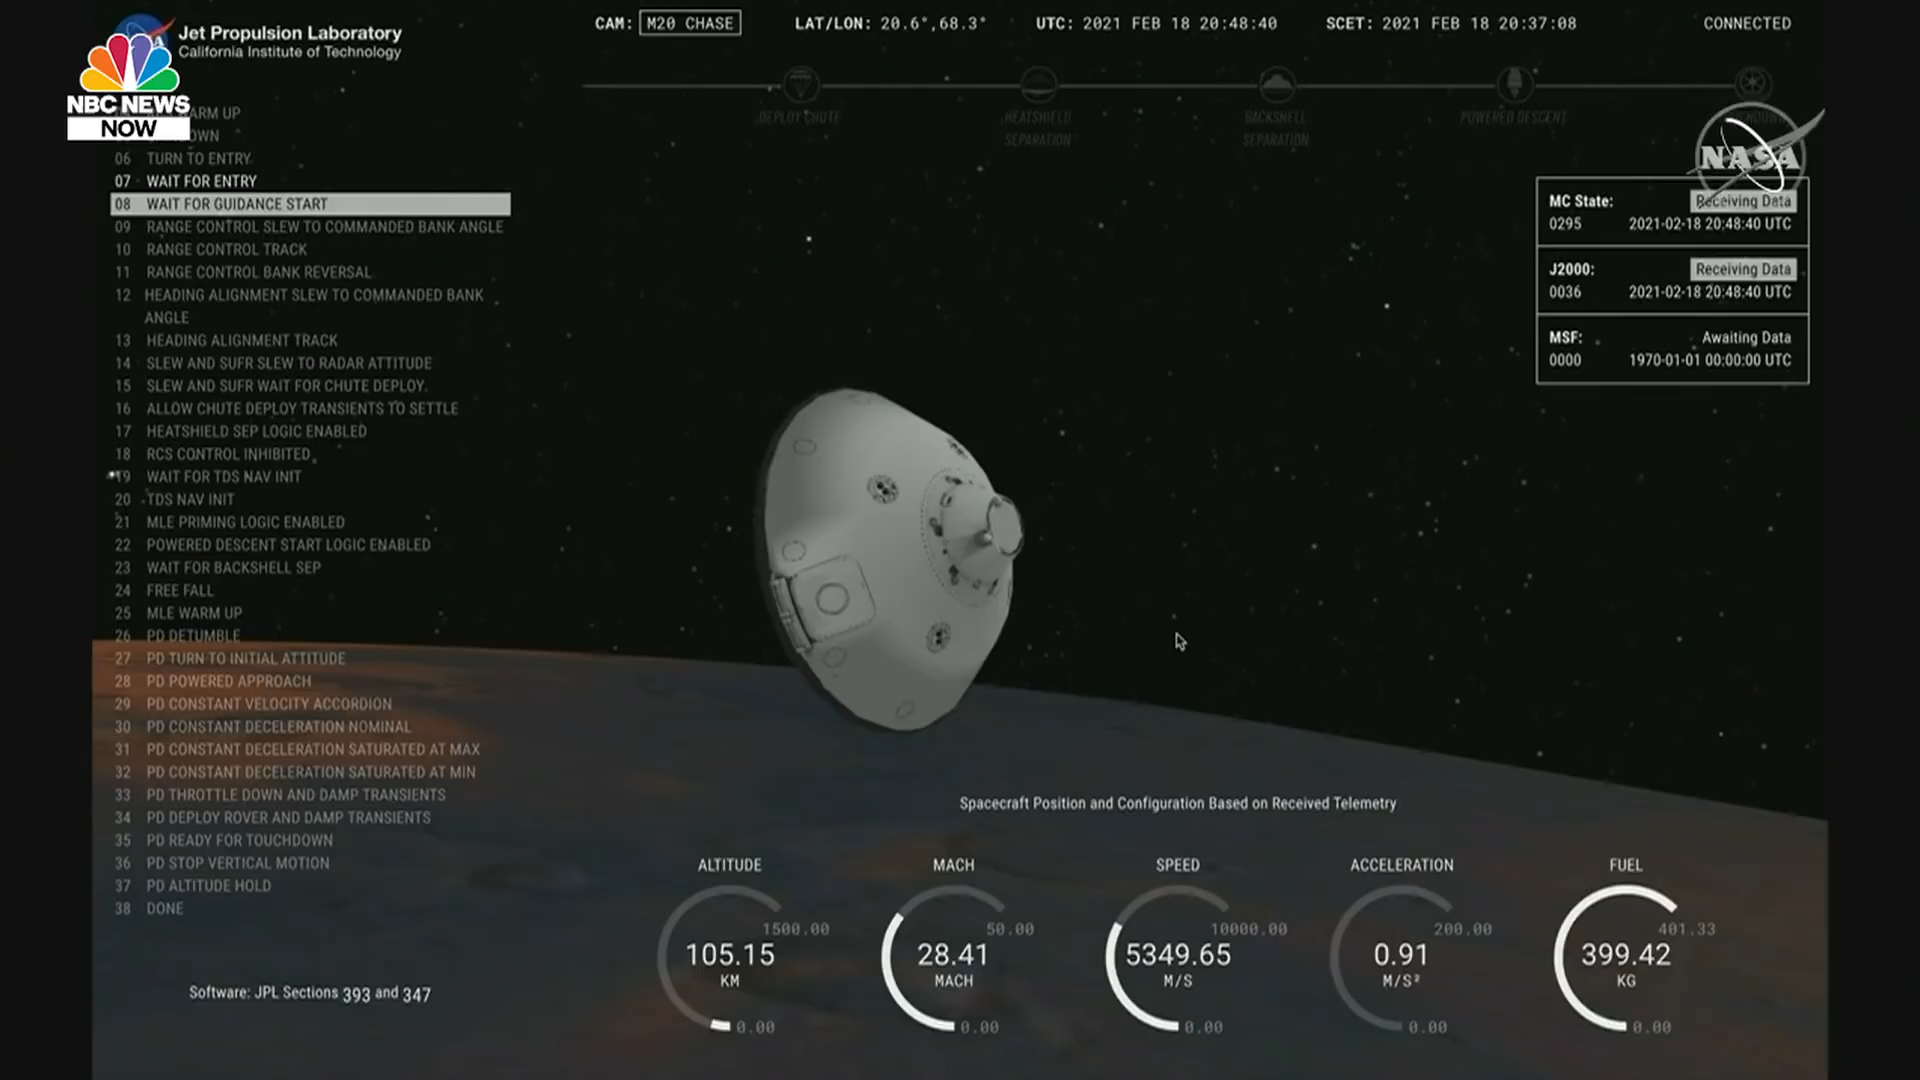 Jet Propulsion Laboratory
California Institute of Technology
NBC NEWS
NOW
CAM: M20 CHASE LAT/LON: 20.6°,68.3° UTC: 2021 FEB 18 20:48:40 SCET: 2021 FEB 18 20:37:08 CONNECTED
DEPLOY CHUTE
HEATSHIELD
SEPARATION
BACKSHELL
SEPARATION
POWERED DESCENT
NASA
06 TURN TO ENTRY
07 WAIT FOR ENTRY
08 WAIT FOR GUIDANCE START
09 RANGE CONTROL SLEW TO COMMANDED BANK ANGLE
10 RANGE CONTROL TRACK
11 RANGE CONTROL BANK REVERSAL
12 HEADING ALIGNMENT SLEW TO COMMANDED BANK
ANGLE
13 HEADING ALIGNMENT TRACK
14 SLEW AND SUFR SLEW TO RADAR ATTITUDE
15 SLEW AND SUFR WAIT FOR CHUTE DEPLOY
16 ALLOW CHUTE DEPLOY TRANSIENTS TO SETTLE
17 HEATSHIELD SEP LOGIC ENABLED
18 RCS CONTROL INHIBITED
19 WAIT FOR TDS NAV INIT
20 TDS NAV INIT
21 MLE PRIMING LOGIC ENABLED
22 POWERED DESCENT START LOGIC ENABLED
23 WAIT FOR BACKSHELL SEP
24 FREE FALL
25 MLE WARM UP
26 PD DETUMBLE
27 PD TURN TO INITIAL ATTITUDE
28 PD POWERED APPROACH
29 PD CONSTANT VELOCITY ACCORDION
30 PD CONSTANT DECELERATION NOMINAL
31 PD CONSTANT DECELERATION SATURATED AT MAX
32 PD CONSTANT DECELERATION SATURATED AT MIN
33 PD THROTTLE DOWN AND DAMP TRANSIENTS
34 PD DEPLOY ROVER AND DAMP TRANSIENTS
35 PD READY FOR TOUCHDOWN
36 PD STOP VERTICAL MOTION
37 PD ALTITUDE HOLD
38 DONE
Software: JPL Sections 393 and 347
MC State: Receiving Data
0295 2021-02-18 20:48:40 UTC
J2000: Receiving Data
0036 2021-02-18 20:48:40 UTC
MSF: Awaiting Data
0000 1970-01-01 00:00:00 UTC
Spacecraft Position and Configuration Based on Received Telemetry
ALTITUDE
1500.00
105.15
KM
0.00
MACH
50.00
28.41
MACH
0.00
SPEED
10000.00
5349.65
M/S
0.00
ACCELERATION
200.00
0.91
M/S²
0.00
FUEL
401.33
399.42
KG
0.00